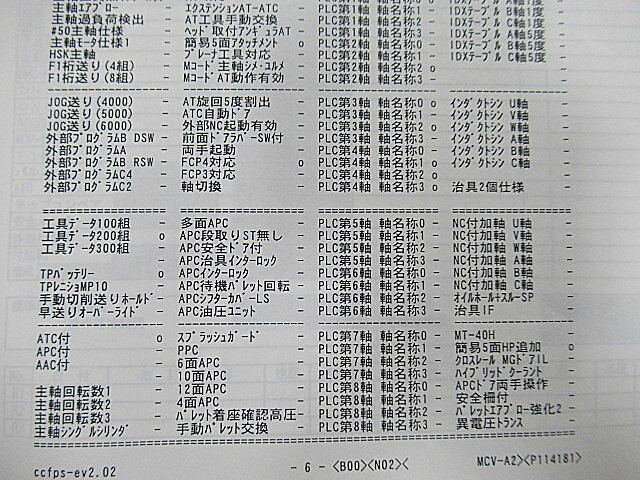 主軸エアブロー - エクステンションAT-ATC - PLC第1軸 軸名称 IDXテーブル A軸1度 -
主軸過負荷検出 - AT工具手動交換 - PLC第2軸 軸名称0 IDXテーブル B軸1度 -
#50主軸仕様 - ヘッド取付アンギュラAT - PLC第2軸 軸名称1 IDXテーブル C軸1度 -
主軸モータ仕様1 - 簡易5面アタッチメント o PLC第2軸 軸名称 IDXテーブル A軸5度 -
HSK主軸 - プレーナ工具対応 - PLC第2軸 軸名称 IDXテーブル B軸5度 -
F1桁送り(4組) - Mコード主軸シメ・ユルメ - PLC第2軸 軸名称2 o IDXテーブル C軸5度 -
F1桁送り(8組) - MコードAT動作有効 - PLC第2軸 軸名称3 -
JOG送り(4000) - AT旋回5度割出 - PLC第3軸 軸名称0 o インダクトシン U軸 -
JOG送り(5000) - ATC自動ドア - PLC第3軸 軸名称1 - インダクトシン V軸 -
JOG送り(6000) - 外部NC起動有効 - PLC第3軸 軸名称2 o インダクトシン W軸 -
外部プログラムB DSW - 前面ドアラバーSW付 - PLC第3軸 軸名称3 - インダクトシン A軸 -
外部プログラムA - 両手起動 - PLC第4軸 軸名称0 - インダクトシン B軸 -
外部プログラムB RSW - FCP4対応 o PLC第4軸 軸名称1 o インダクトシン C軸 -
外部プログラムC4 - FCP3対応 - PLC第4軸 軸名称2 o
外部プログラムC2 - 軸切換 - PLC第4軸 軸名称3 o 治具2個仕様 -
工具データ100組 - 多面APC - PLC第5軸 軸名称0 - NC付加軸 U軸 -
工具データ200組 o APC段取りST無し - PLC第5軸 軸名称1 - NC付加軸 V軸 -
工具データ300組 - APC安全ドア付 - PLC第5軸 軸名称2 - NC付加軸 W軸 -
- APC治具インターロック - PLC第5軸 軸名称3 - NC付加軸 A軸 -
TPバッテリー o APCインターロック - PLC第6軸 軸名称0 - NC付加軸 B軸 -
TPレニショMP10 - APC待機パレット回転 - PLC第6軸 軸名称1 - NC付加軸 C軸 -
手動切削送りホールド - APCシフターカバーLS - PLC第6軸 軸名称2 - オイルホール+スルーSP -
早送りオーバーライド - APC油圧ユニット - PLC第6軸 軸名称3 - 治具IF -
ATC付 o スプラッシュガード - PLC第7軸 軸名称0 - MT-40H -
APC付 - PPC - PLC第7軸 軸名称1 - 簡易5面HP追加 o
AAC付 - 6面APC - PLC第7軸 軸名称2 - クロスレール MGドアIL -
10面APC - PLC第7軸 軸名称3 - ハイブリッドクーラント -
主軸回転数1 - 12面APC - PLC第8軸 軸名称0 - APCドア両手操作 -
主軸回転数2 - 4面APC - PLC第8軸 軸名称1 - 安全柵付 -
主軸回転数3 - パレット着座確認高圧 - PLC第8軸 軸名称2 - パレットエアブロー強化2 -
主軸シングルシリンダ - 手動パレット交換 - PLC第8軸 軸名称3 - 異電圧トランス -
ccfps-ev2.02 - 6 - <B00><N02>< MCV-A2><P114181>